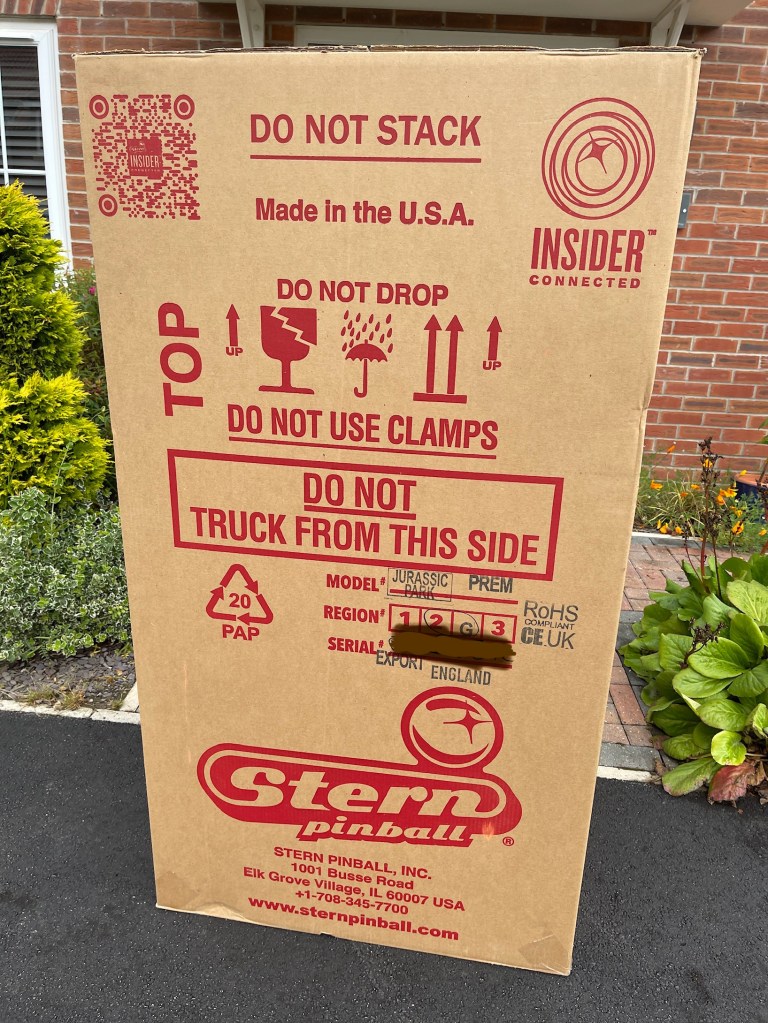 INSIDER
CONNECTED
DO NOT STACK
Made in the U.S.A.
INSIDER™
CONNECTED
DO NOT DROP
TOP
UP
UP
DO NOT USE CLAMPS
DO NOT
TRUCK FROM THIS SIDE
20
PAP
MODEL# JURASSIC PARK PREM
REGION# 1 2 G 3
SERIAL#
EXPORT ENGLAND
RoHS
COMPLIANT
CE.UK
Stern
pinball ®
STERN PINBALL, INC.
1001 Busse Road
Elk Grove Village, IL 60007 USA
+1-708-345-7700
www.sternpinball.com